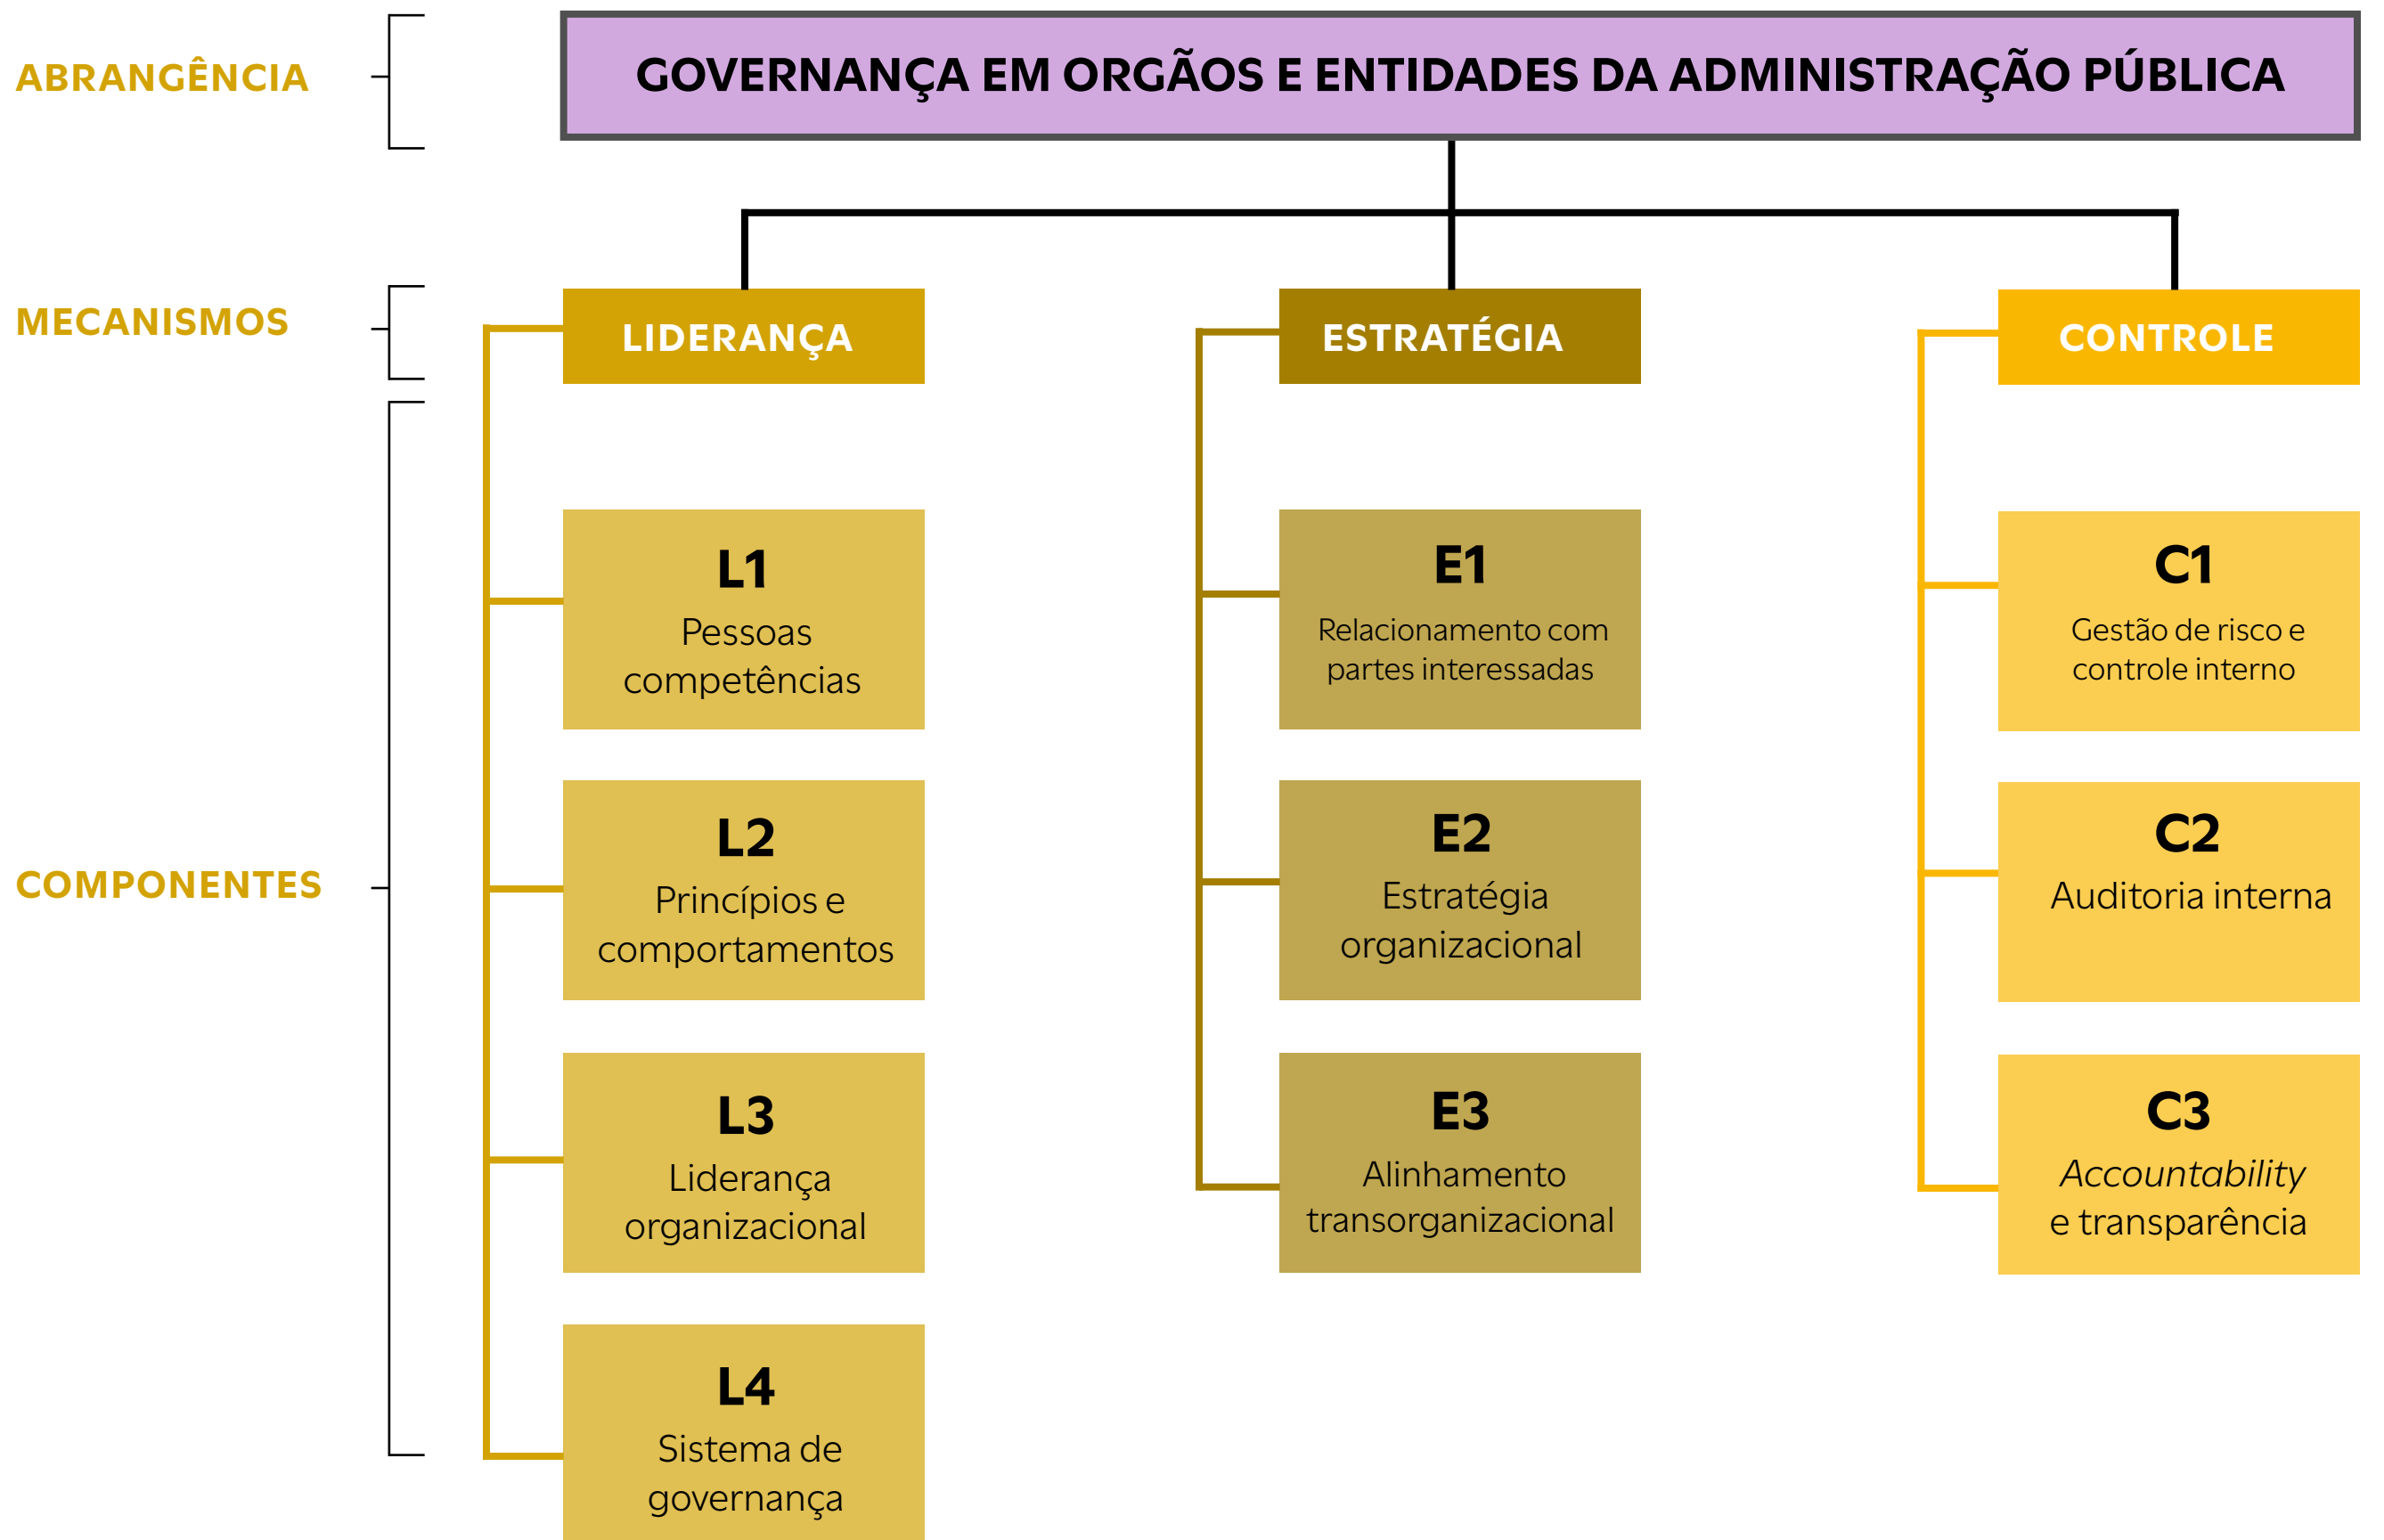 ABRANGÊNCIA
GOVERNANÇA EM ORGÃOS E ENTIDADES DA ADMINISTRAÇÃO PÚBLICA
MECANISMOS
LIDERANÇA
ESTRATÉGIA
CONTROLE
COMPONENTES
L1
Pessoas
competências
L2
Princípios e
comportamentos
L3
Liderança
organizacional
L4
Sistema de
governança
E1
Relacionamento com
partes interessadas
E2
Estratégia
organizacional
E3
Alinhamento
transorganizacional
C1
Gestão de risco e
controle interno
C2
Auditoria interna
C3
Accountability
e transparência